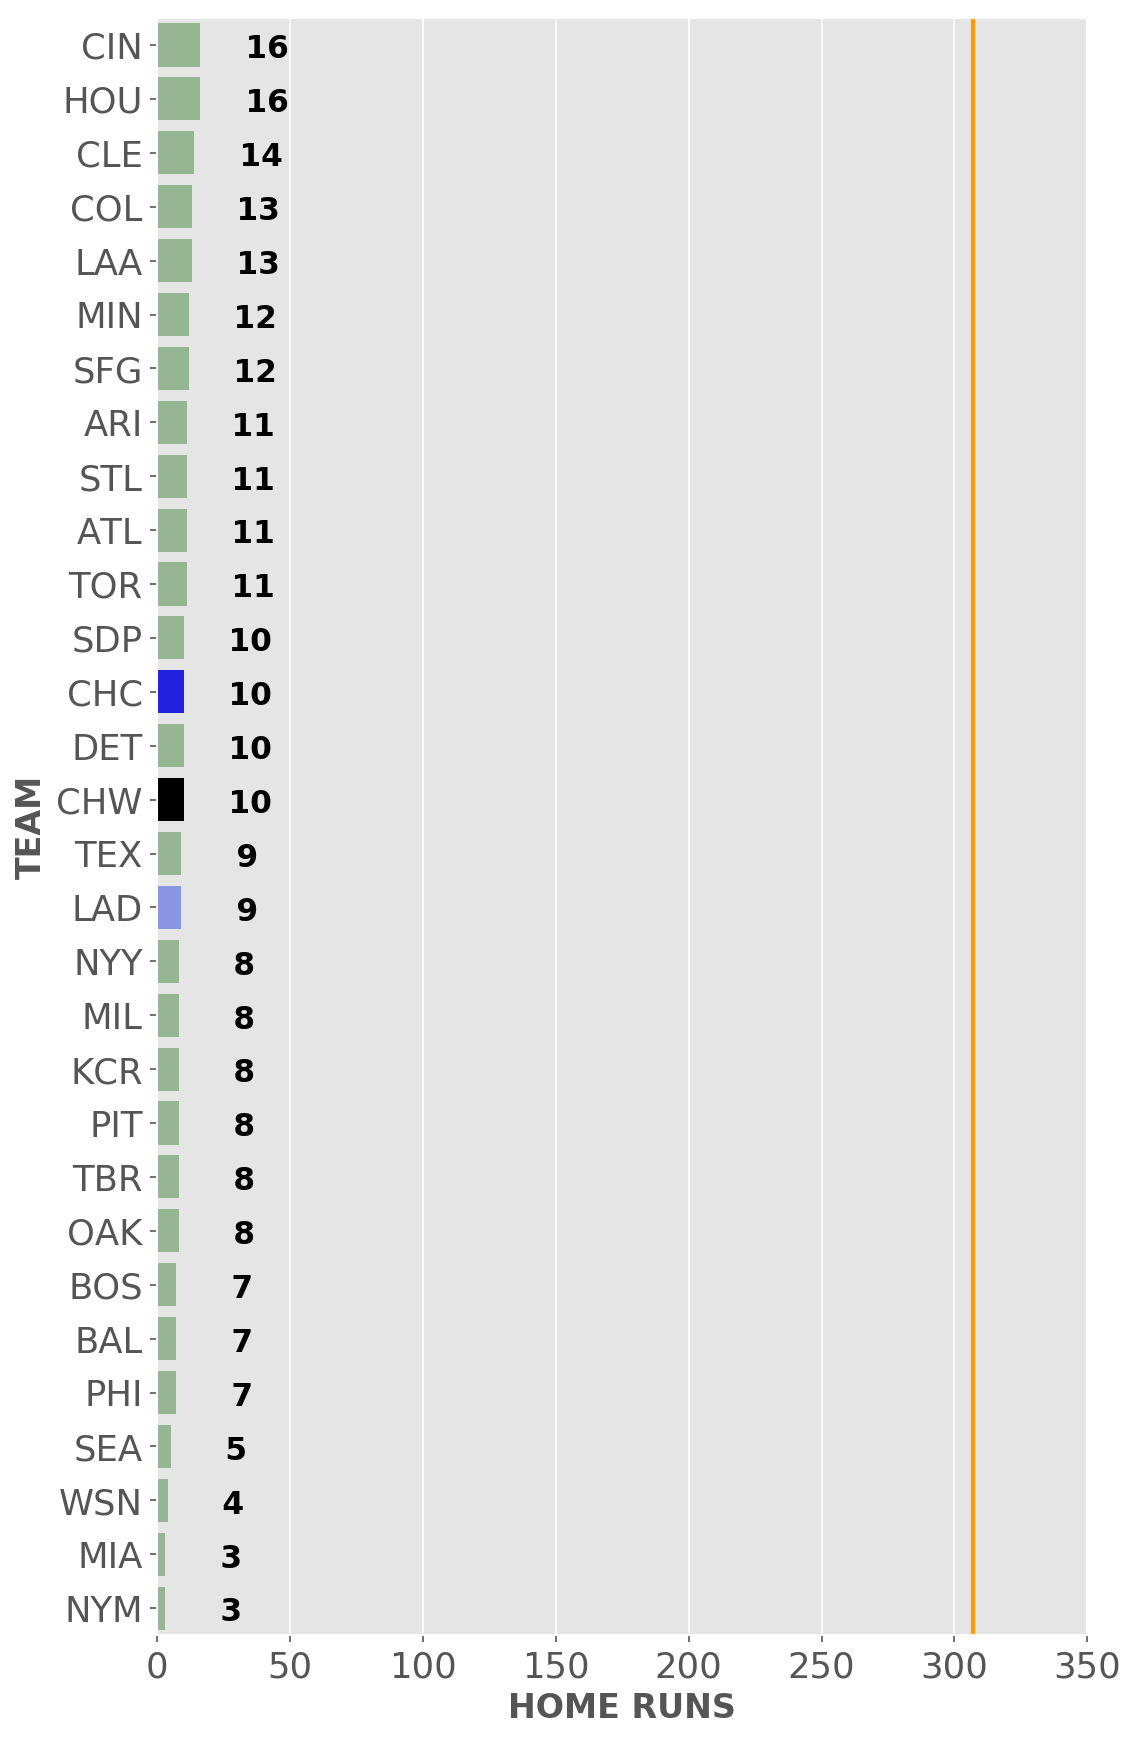 CIN 16
HOU 16
CLE 14
COL 13
LAA 13
MIN 12
SFG 12
ARI 11
STL 11
ATL 11
TOR 11
SDP 10
CHC 10
DET 10
CHW 10
TEX 9
LAD 9
NYY 8
MIL 8
KCR 8
PIT 8
TBR 8
OAK 8
BOS 7
BAL 7
PHI 7
SEA 5
WSN 4
MIA 3
NYM 3
TEAM
0 50 100 150 200 250 300 350
HOME RUNS